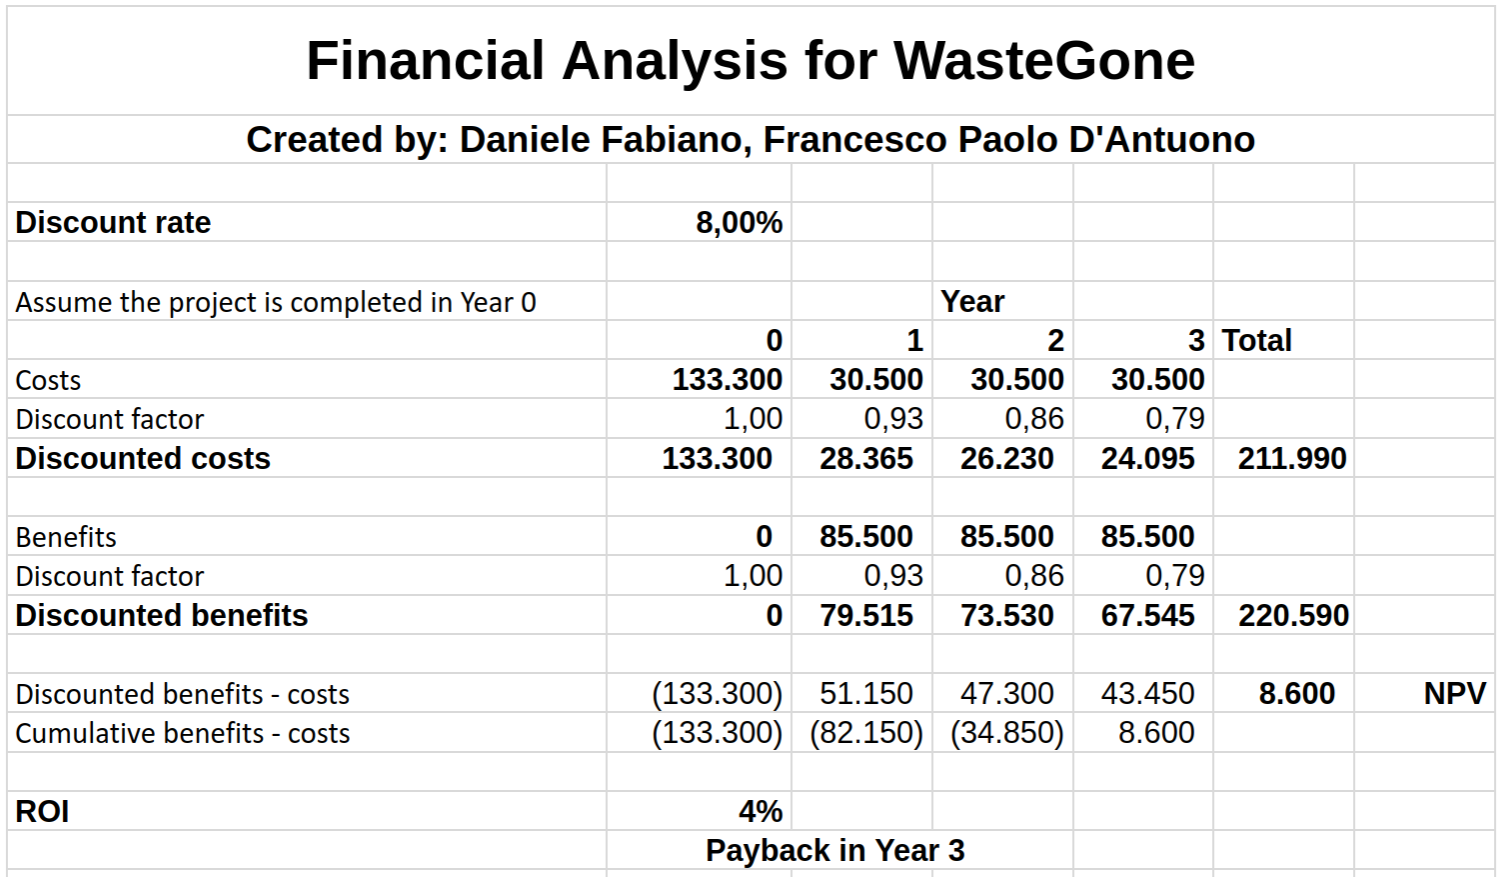 Financial Analysis for WasteGone
Created by: Daniele Fabiano, Francesco Paolo D'Antuono
Discount rate 8,00%
Assume the project is completed in Year 0 Year
0 1 2 3 Total
Costs 133.300 30.500 30.500 30.500
Discount factor 1,00 0,93 0,86 0,79
Discounted costs 133.300 28.365 26.230 24.095 211.990
Benefits 0 85.500 85.500 85.500
Discount factor 1,00 0,93 0,86 0,79
Discounted benefits 0 79.515 73.530 67.545 220.590
Discounted benefits - costs (133.300) 51.150 47.300 43.450 8.600 NPV
Cumulative benefits - costs (133.300) (82.150) (34.850) 8.600
ROI 4%
Payback in Year 3